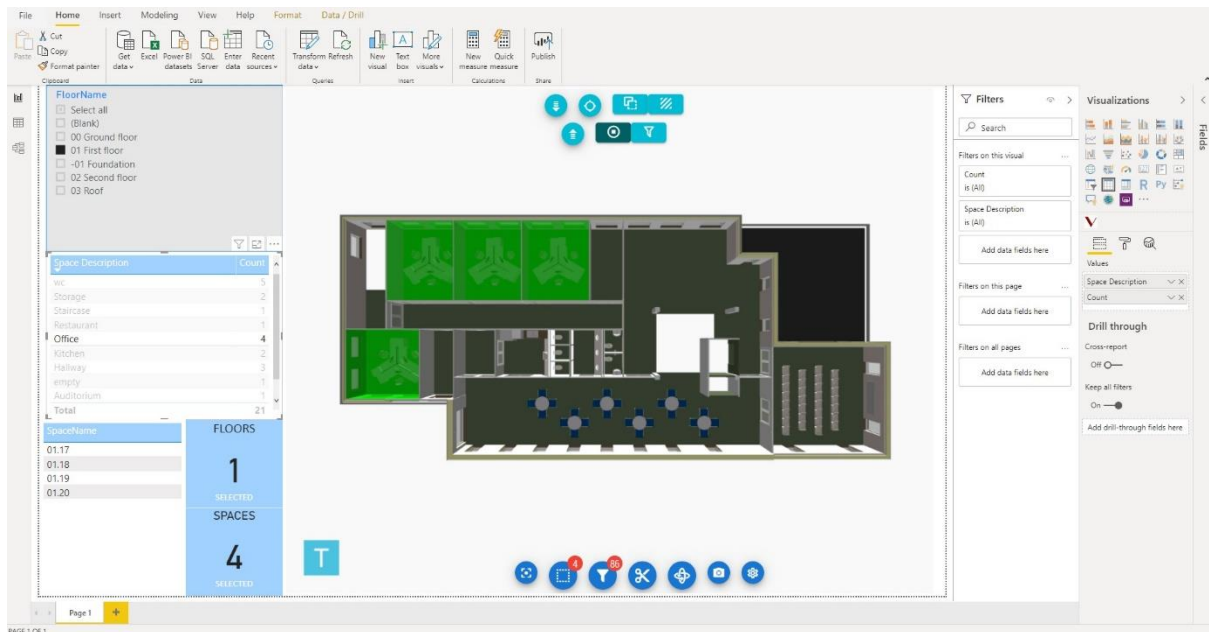 File Home Insert Modeling View Help Format Data / Drill
Paste
Cut
Copy
Format painter
Get data
Excel
Power BI datasets
SQL Server
Enter data
Recent sources
Transform data
Refresh
New visual
Text box
More visuals
New measure
Quick measure
Publish
Clipboard Data Queries Insert Calculations Share
FloorName
Select all
(Blank)
00 Ground floor
01 First floor
-01 Foundation
02 Second floor
03 Roof
Space Description Count
wc 5
Storage 2
Staircase 1
Restaurant 1
Office 4
Kitchen 2
Hallway 3
empty 1
Auditorium 1
Total 21
SpaceName
01.17
01.18
01.19
01.20
FLOORS
1
SELECTED
SPACES
4
SELECTED
T
4
86
Filters
Search
Filters on this visual ...
Count
is (All)
Space Description
is (All)
Add data fields here
Filters on this page ...
Add data fields here
Filters on all pages ...
Add data fields here
Visualizations
R Py
V
Values
Space Description
Count
Drill through
Cross-report
Off
Keep all filters
On
Add drill-through fields here
Fields
Page 1 +
PAGE 1 OF 1